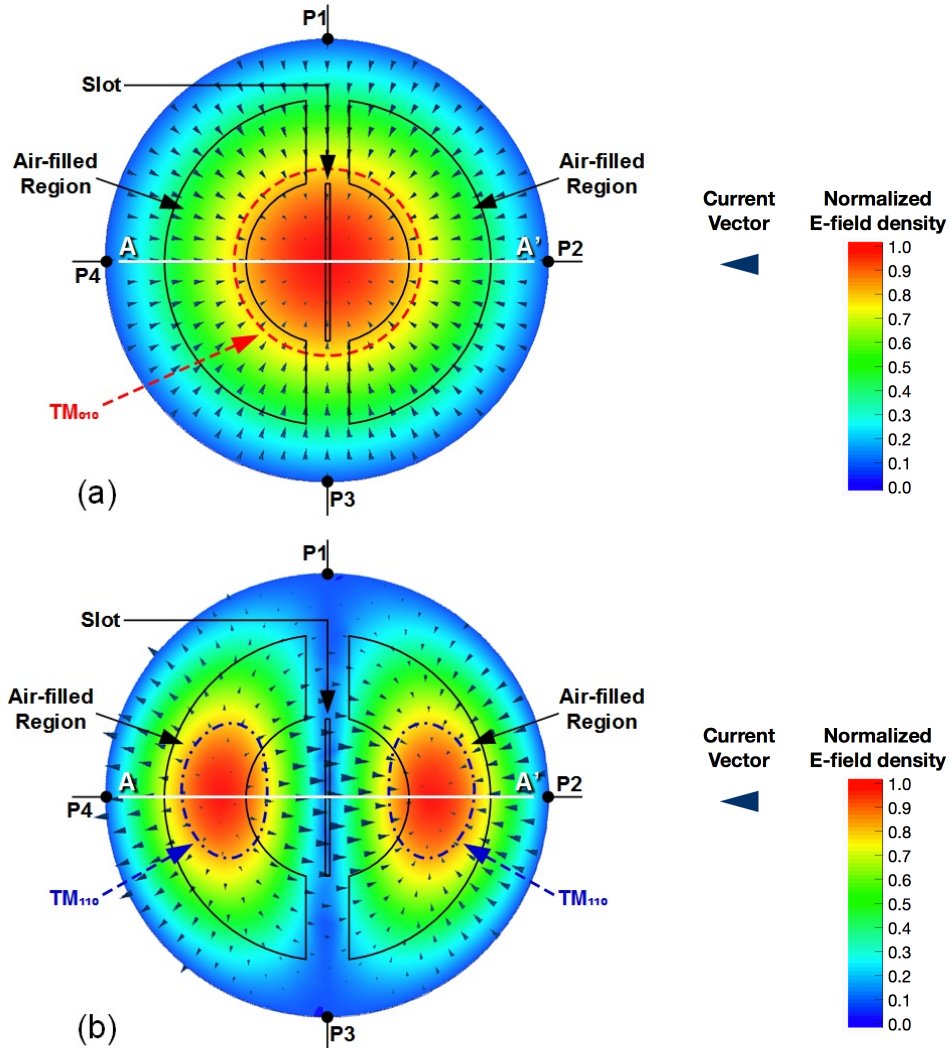 P1
Slot
Air-filled
Region
Air-filled
Region
Current
Vector
Normalized
E-field density
1.0
0.9
0.8
0.7
0.6
0.5
0.4
0.3
0.2
0.1
0.0
A
A’
P4
P2
TM₀₁₀
(a)
P3
P1
Slot
Air-filled
Region
Air-filled
Region
Current
Vector
Normalized
E-field density
1.0
0.9
0.8
0.7
0.6
0.5
0.4
0.3
0.2
0.1
0.0
A
A’
P4
P2
TM₁₁₀
TM₁₁₀
(b)
P3